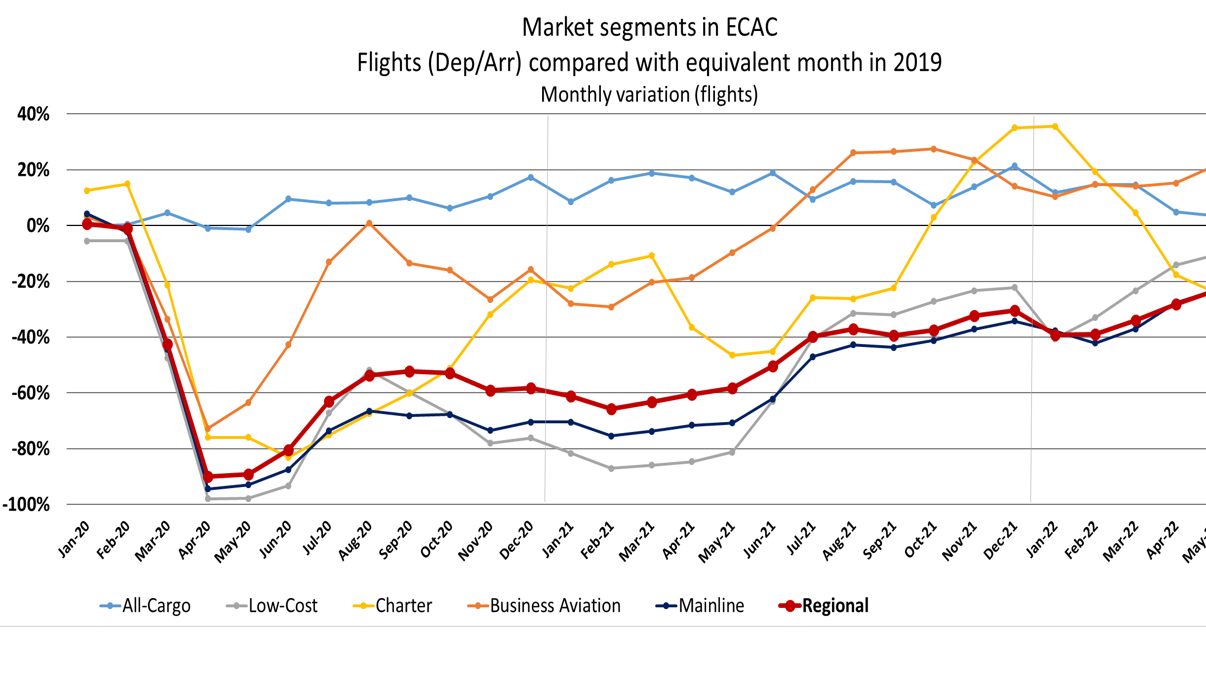 Market segments in ECAC
Flights (Dep/Arr) compared with equivalent month in 2019
Monthly variation (flights)
40%
20%
0%
-20%
-40%
-60%
-80%
-100%
Jan-20 Feb-20 Mar-20 Apr-20 May-20 Jun-20 Jul-20 Aug-20 Sep-20 Oct-20 Nov-20 Dec-20 Jan-21 Feb-21 Mar-21 Apr-21 May-21 Jun-21 Jul-21 Aug-21 Sep-21 Oct-21 Nov-21 Dec-21 Jan-22 Feb-22 Mar-22 Apr-22 May-
All-Cargo Low-Cost Charter Business Aviation Mainline Regional